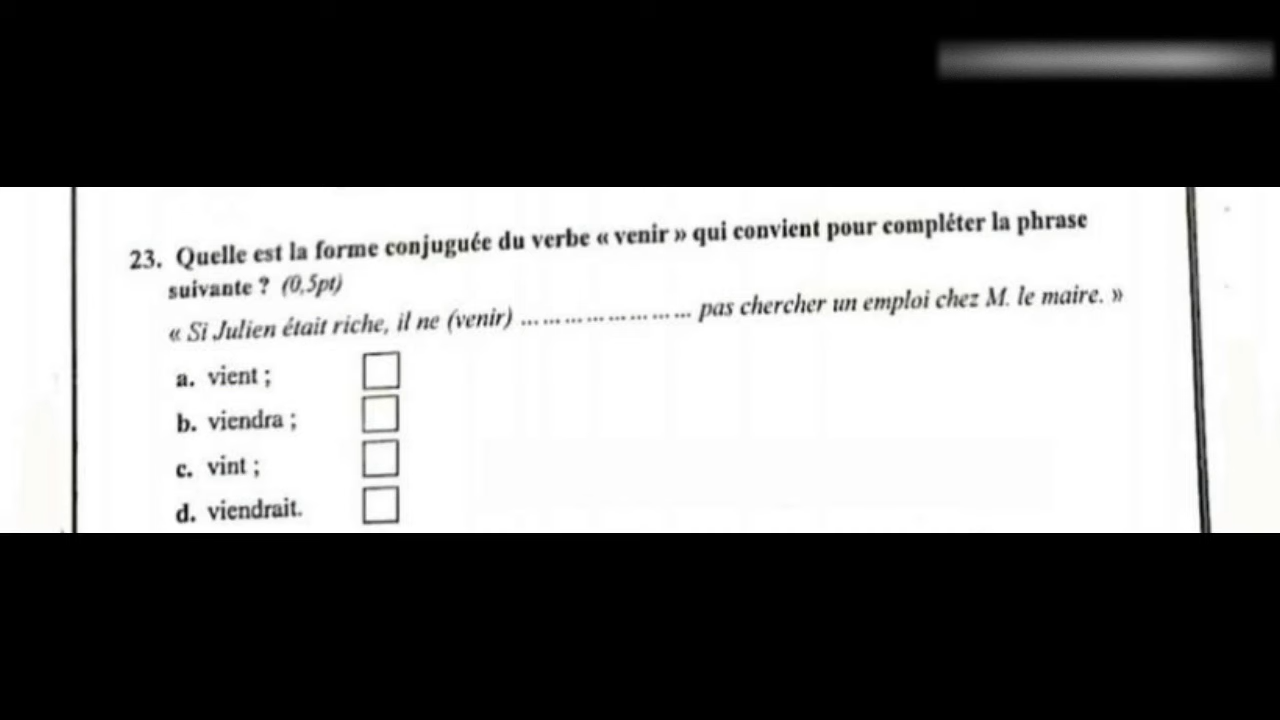 23. Quelle est la forme conjuguée du verbe « venir » qui convient pour compléter la phrase
suivante ? (0,5pt)
« Si Julien était riche, il ne (venir) ........................ pas chercher un emploi chez M. le maire. »
a. vient ;
b. viendra ;
c. vint ;
d. viendrait.